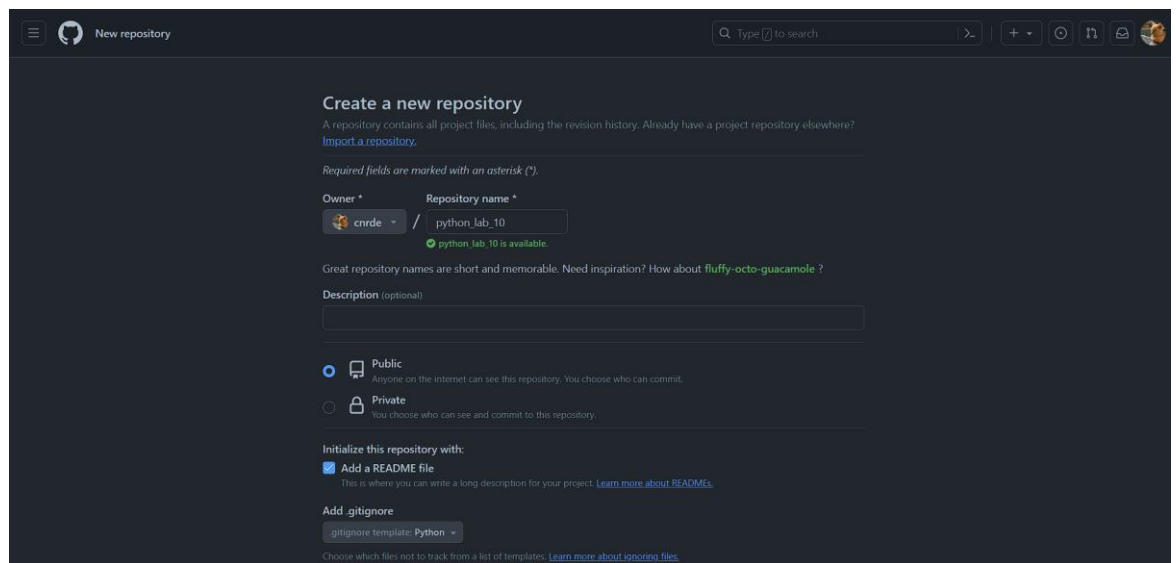 New repository
Type / to search
Create a new repository
A repository contains all project files, including the revision history. Already have a project repository elsewhere?
Import a repository.
Required fields are marked with an asterisk (*).
Owner * Repository name *
cnrde / python_lab_10
python_lab_10 is available.
Great repository names are short and memorable. Need inspiration? How about fluffy-octo-guacamole ?
Description (optional)
Public
Anyone on the internet can see this repository. You choose who can commit.
Private
You choose who can see and commit to this repository.
Initialize this repository with:
Add a README file
This is where you can write a long description for your project. Learn more about READMEs.
Add .gitignore
.gitignore template: Python
Choose which files not to track from a list of templates. Learn more about ignoring files.